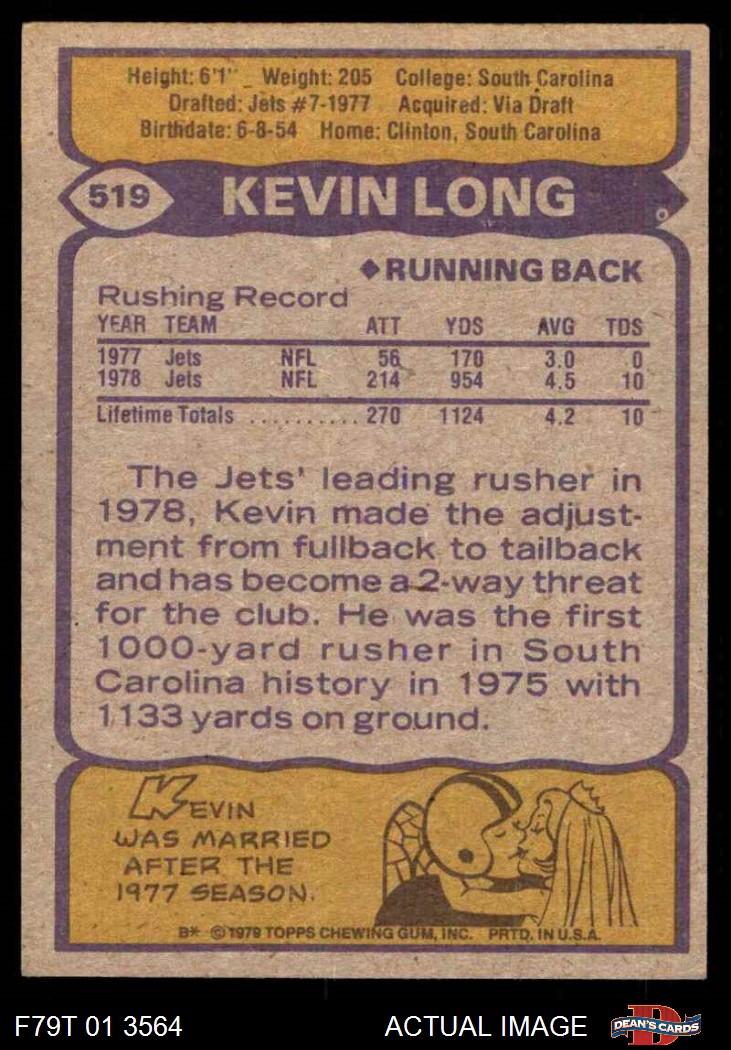 Height: 6'1" Weight: 205 College: South Carolina
Drafted: Jets #7-1977 Acquired: Via Draft
Birthdate: 6-8-54 Home: Clinton, South Carolina
519 KEVIN LONG
◆RUNNING BACK
Rushing Record
YEAR TEAM ATT YDS AVG TDS
1977 Jets NFL 56 170 3.0 0
1978 Jets NFL 214 954 4.5 10
Lifetime Totals .......... 270 1124 4.2 10
The Jets' leading rusher in
1978, Kevin made the adjust-
ment from fullback to tailback
and has become a 2-way threat
for the club. He was the first
1000-yard rusher in South
Carolina history in 1975 with
1133 yards on ground.
KEVIN
WAS MARRIED
AFTER THE
1977 SEASON.
B* © 1979 TOPPS CHEWING GUM, INC. PRTD. IN U.S.A.
F79T 01 3564 ACTUAL IMAGE D DEAN'S CARDS